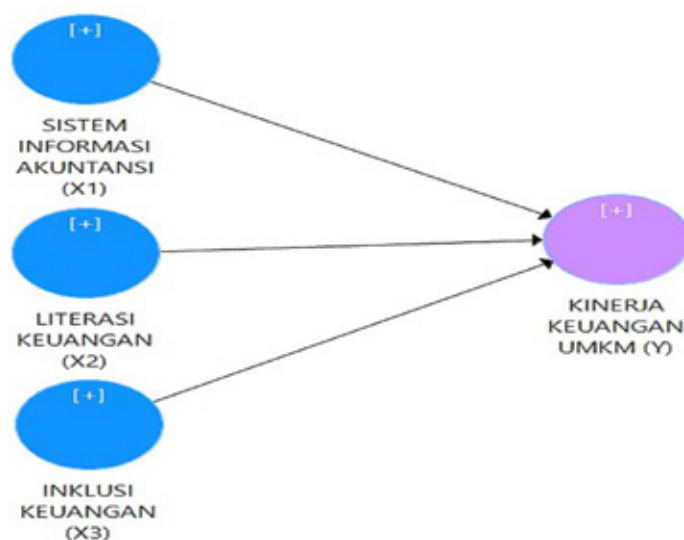 [+]
SISTEM
INFORMASI
AKUNTANSI
(X1)
[+]
LITERASI
KEUANGAN
(X2)
[+]
INKLUSI
KEUANGAN
(X3)
[+]
KINERJA
KEUANGAN
UMKM (Y)